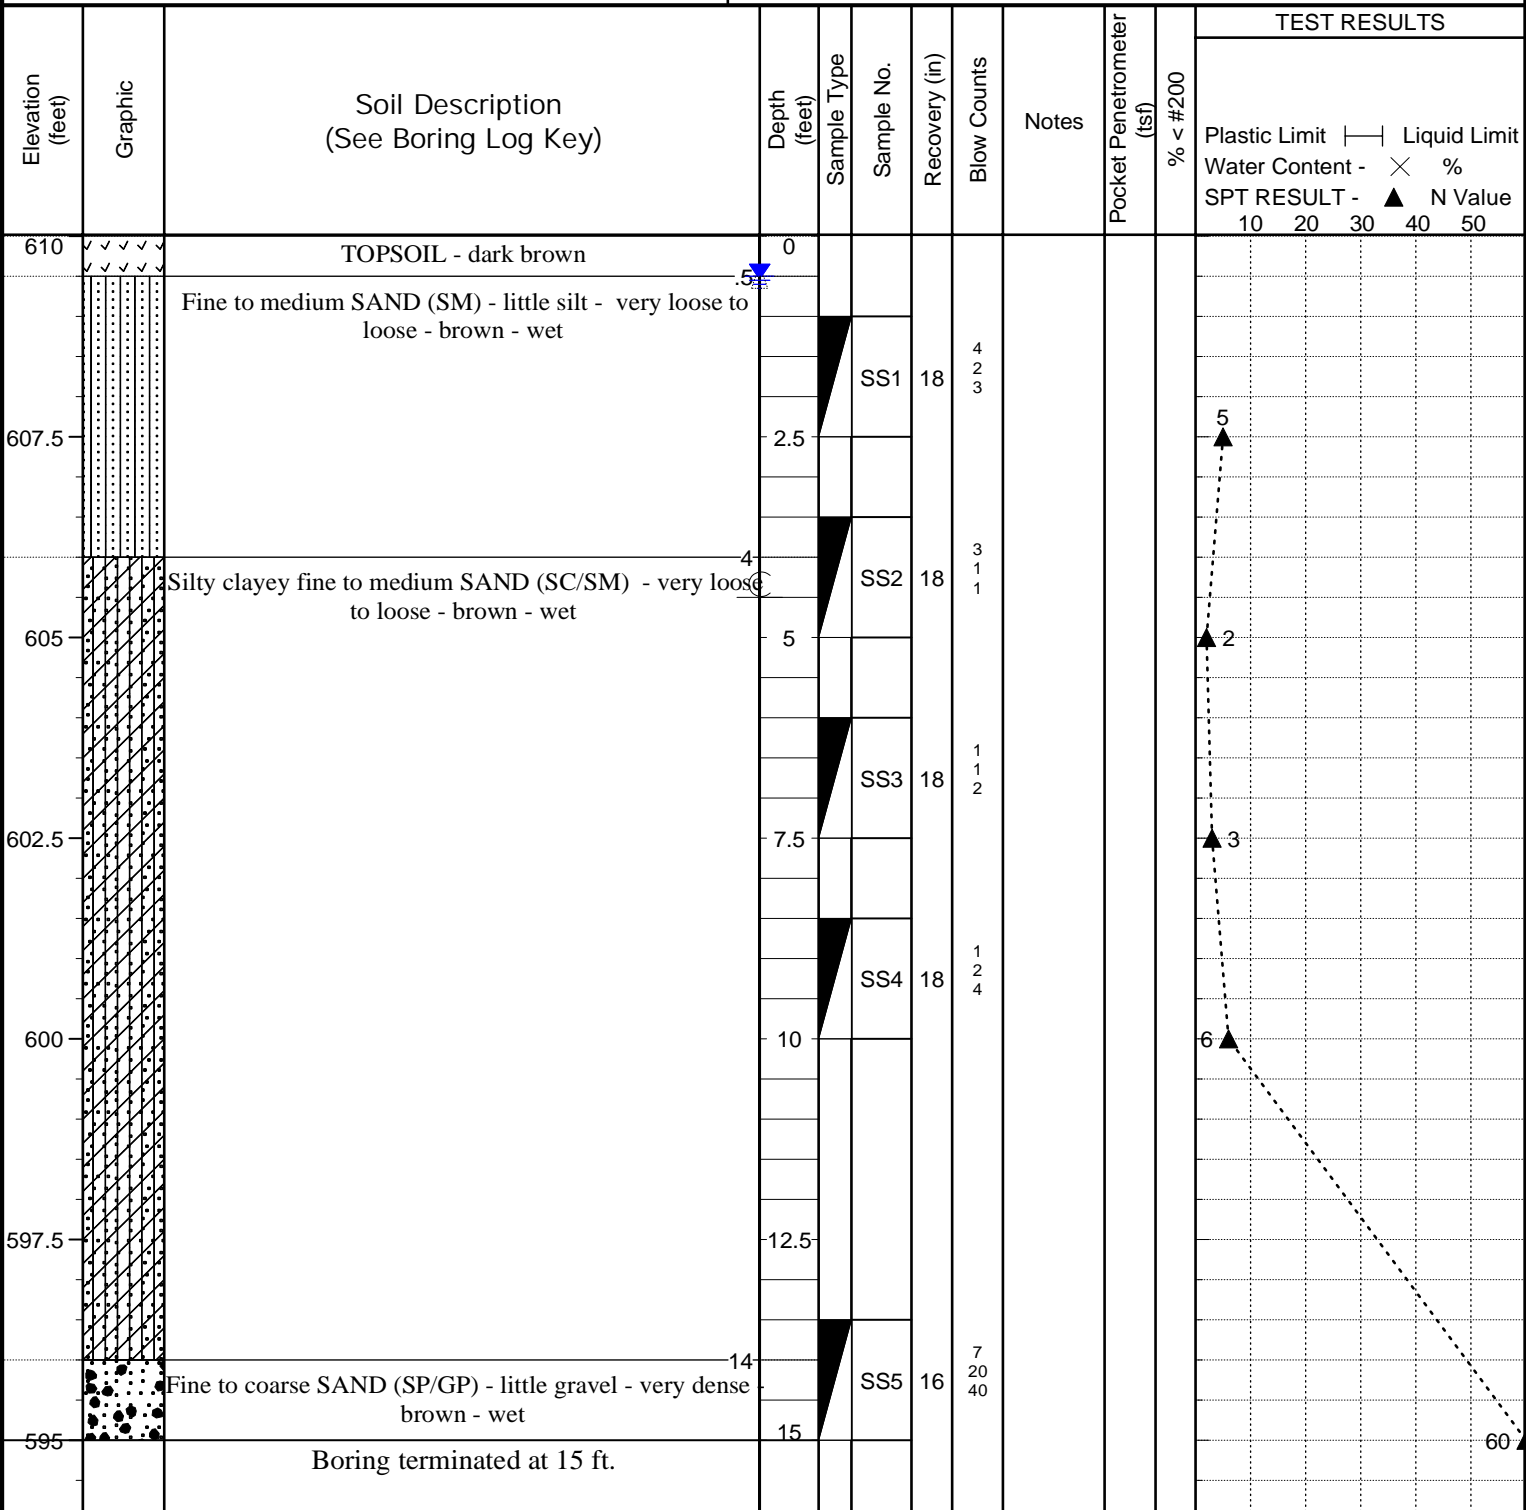 TEST RESULTS
Elevation
(feet)
Graphic
Soil Description
(See Boring Log Key)
Depth
(feet)
Sample Type
Sample No.
Recovery (in)
Blow Counts
Notes
Pocket Penetrometer
(tsf)
% < #200
Plastic Limit Liquid Limit
Water Content - %
SPT RESULT - N Value
10 20 30 40 50
610
TOPSOIL - dark brown
0
.5
Fine to medium SAND (SM) - little silt - very loose to
loose - brown - wet
SS1
18
4
2
3
5
607.5
2.5
4
Silty clayey fine to medium SAND (SC/SM) - very loose
to loose - brown - wet
C
SS2
18
3
1
1
605
5
2
SS3
18
1
1
2
602.5
7.5
3
SS4
18
1
2
4
600
10
6
597.5
12.5
14
Fine to coarse SAND (SP/GP) - little gravel - very dense -
brown - wet
SS5
16
7
20
40
15
595
60
Boring terminated at 15 ft.